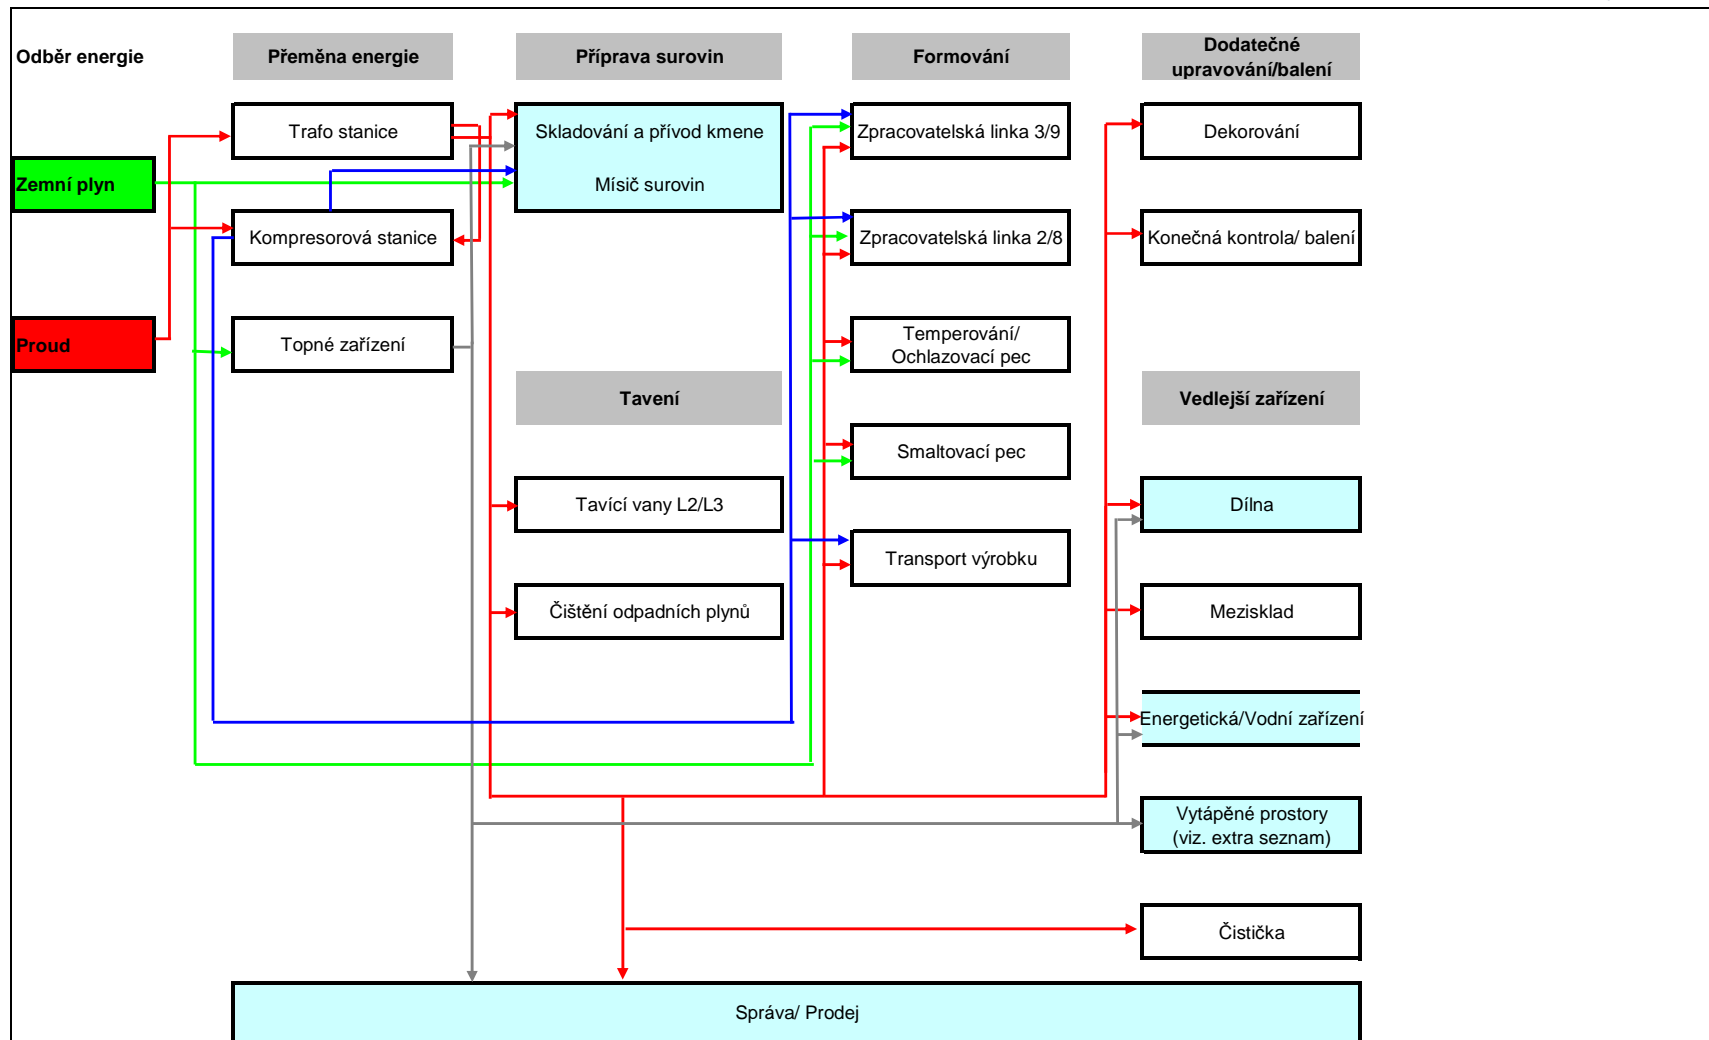 Odběr energie
Přeměna energie
Příprava surovin
Formování
Dodatečné
upravování/balení
Trafo stanice
Skladování a přívod kmene
Zpracovatelská linka 3/9
Dekorování
Zemní plyn
Mísič surovin
Kompresorová stanice
Zpracovatelská linka 2/8
Konečná kontrola/ balení
Proud
Topné zařízení
Temperování/
Ochlazovací pec
Tavení
Vedlejší zařízení
Smaltovací pec
Tavící vany L2/L3
Dílna
Transport výrobku
Čištění odpadních plynů
Mezisklad
Energetická/Vodní zařízení
Vytápěné prostory
(viz. extra seznam)
Čistička
Správa/ Prodej